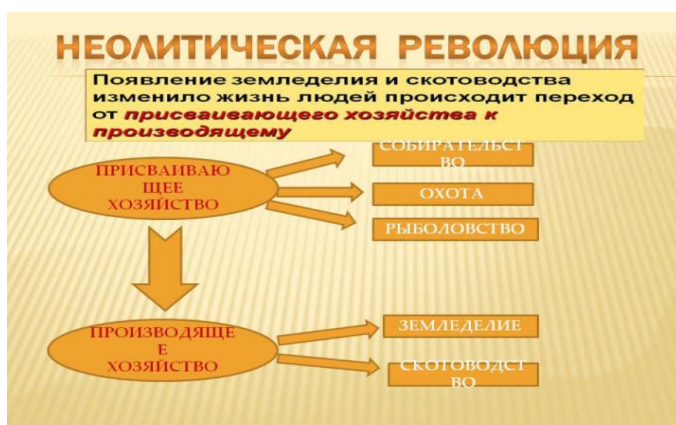 НЕОЛИТИЧЕСКАЯ РЕВОЛЮЦИЯ
Появление земледелия и скотоводства
изменило жизнь людей происходит переход
от присваивающего хозяйства к
производящему
ПРИСВАИВАЮ
ЩЕЕ
ХОЗЯЙСТВО
СОБИРАТЕЛЬСТ
ВО
ОХОТА
РЫБОЛОВСТВО
ПРОИЗВОДЯЩЕ
Е
ХОЗЯЙСТВО
ЗЕМЛЕДЕЛИЕ
СКОТОВОДСТ
ВО